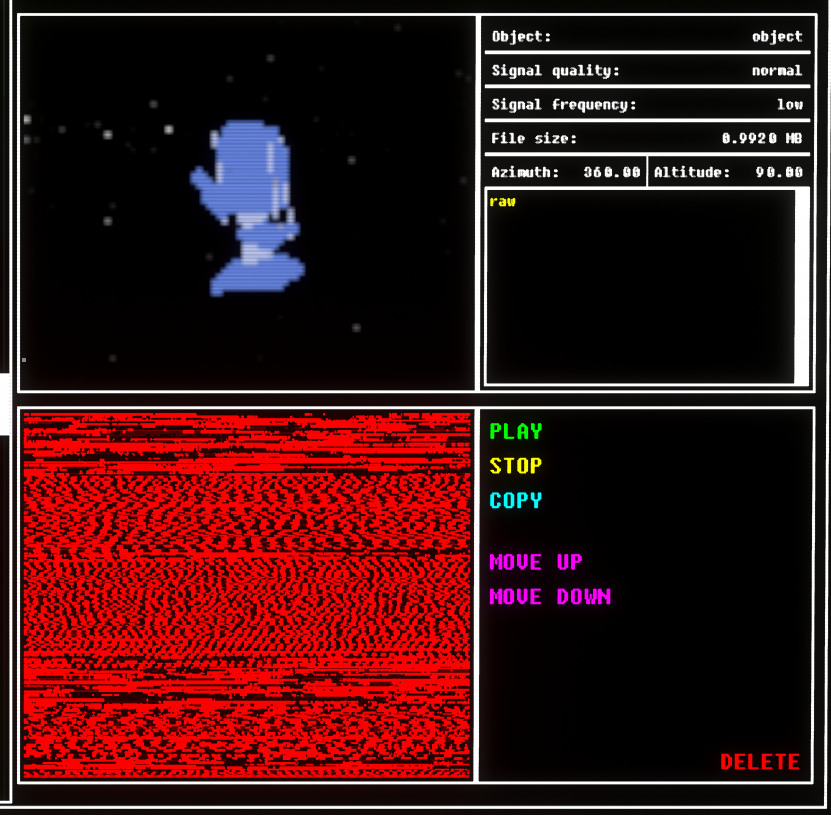 Object: object
Signal quality: normal
Signal frequency: low
File size: 0.9920 MB
Azimuth: 360.00 Altitude: 90.00
raw
PLAY
STOP
COPY
MOVE UP
MOVE DOWN
DELETE